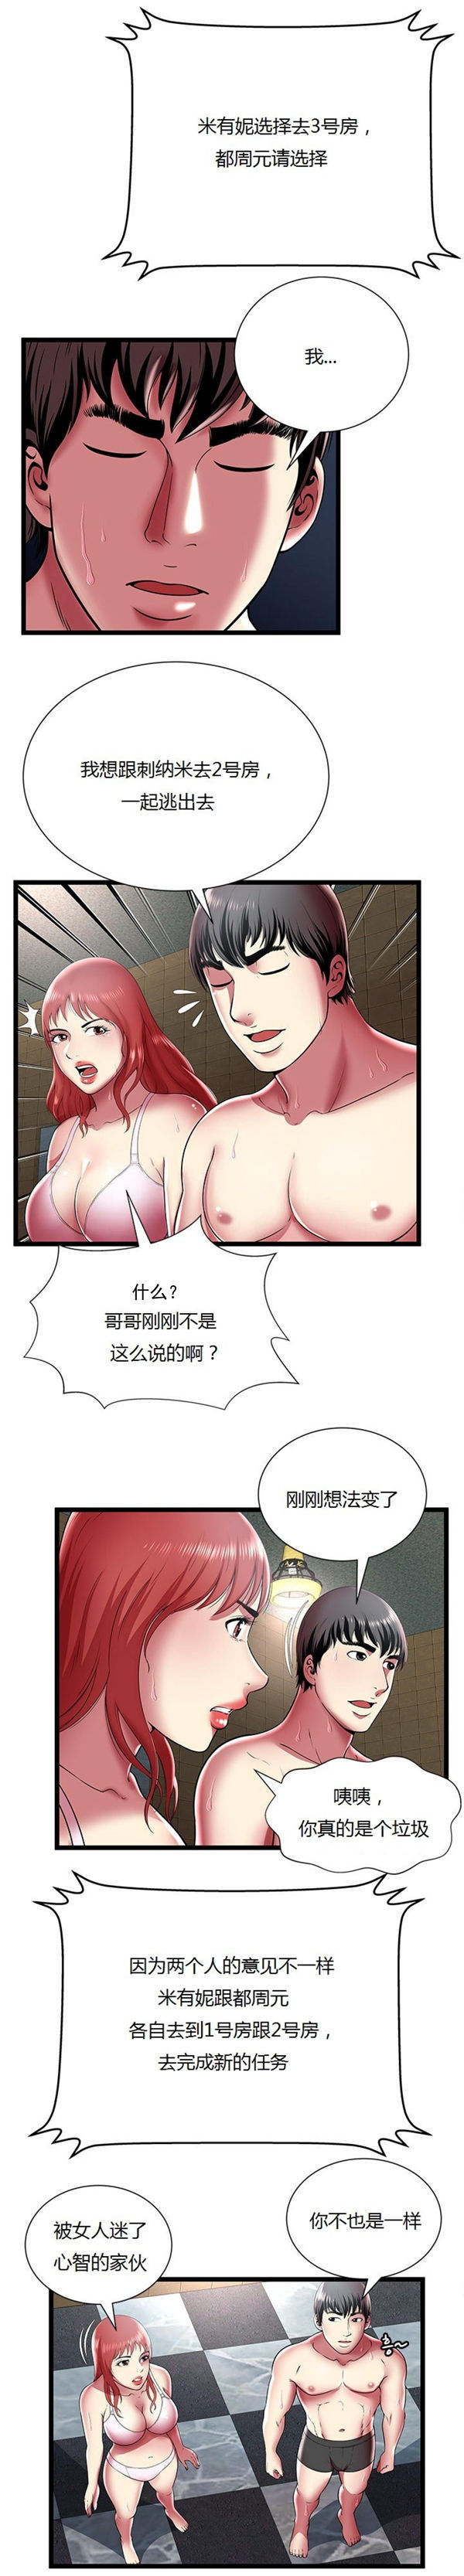 米有妮选择去3号房，
都周元请选择
我...
我想跟刺纳米去2号房，
一起逃出去
什么？
哥哥刚刚不是
这么说的啊？
刚刚想法变了
咦咦，
你真的是个垃圾
因为两个人的意见不一样
米有妮跟都周元
各自去到1号房跟2号房，
去完成新的任务
被女人迷了
心智的家伙
你不也是一样
흥~